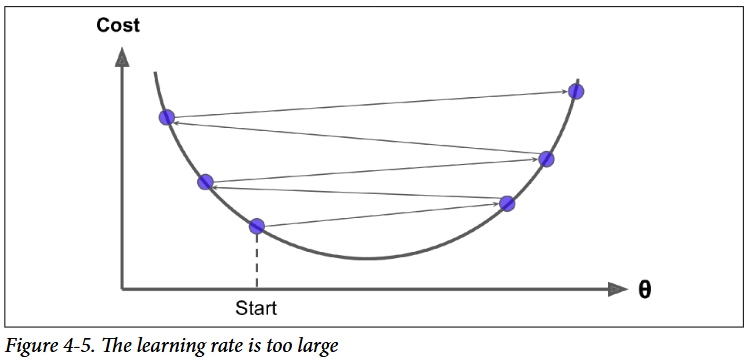 Cost
θ
Start
Figure 4-5. The learning rate is too large